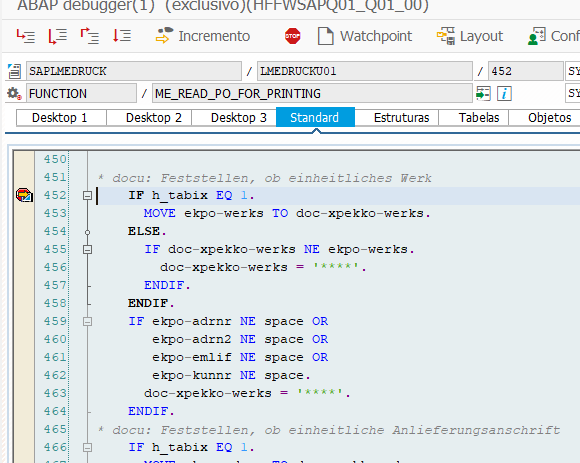 ABAP debugger(1) (exclusivo)(HFFWSAPQ01_Q01_00)
Incremento STOP Watchpoint Layout Conf
SAPLMEDRUCK / LMEDRUCKU01 / 452 SY
FUNCTION / ME_READ_PO_FOR_PRINTING SY
Desktop 1 Desktop 2 Desktop 3 Standard Estruturas Tabelas Objetos
450
451 * docu: Feststellen, ob einheitliches Werk
452 IF h_tabix EQ 1.
453 MOVE ekpo-werks TO doc-xpekko-werks.
454 ELSE.
455 IF doc-xpekko-werks NE ekpo-werks.
456 doc-xpekko-werks = '****'.
457 ENDIF.
458 ENDIF.
459 IF ekpo-adrnr NE space OR
460 ekpo-adrn2 NE space OR
461 ekpo-emlif NE space OR
462 ekpo-kunnr NE space.
463 doc-xpekko-werks = '****'.
464 ENDIF.
465 * docu: Feststellen, ob einheitliche Anlieferungsanschrift
466 IF h_tabix EQ 1.